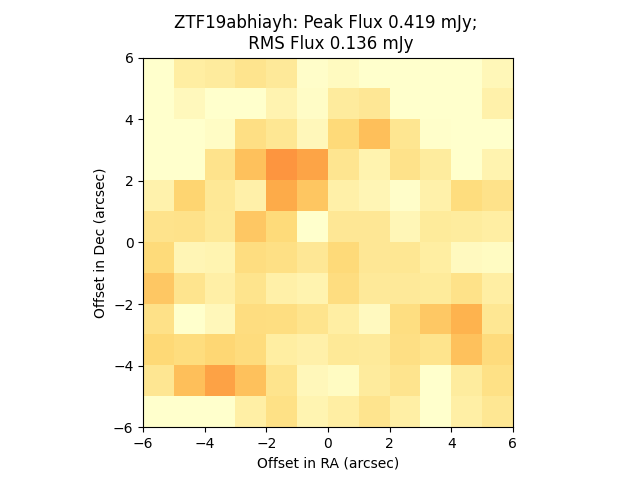 ZTF19abhiayh: Peak Flux 0.419 mJy;
RMS Flux 0.136 mJy
6
4
2
0
−2
−4
−6
Offset in Dec (arcsec)
−6 −4 −2 0 2 4 6
Offset in RA (arcsec)